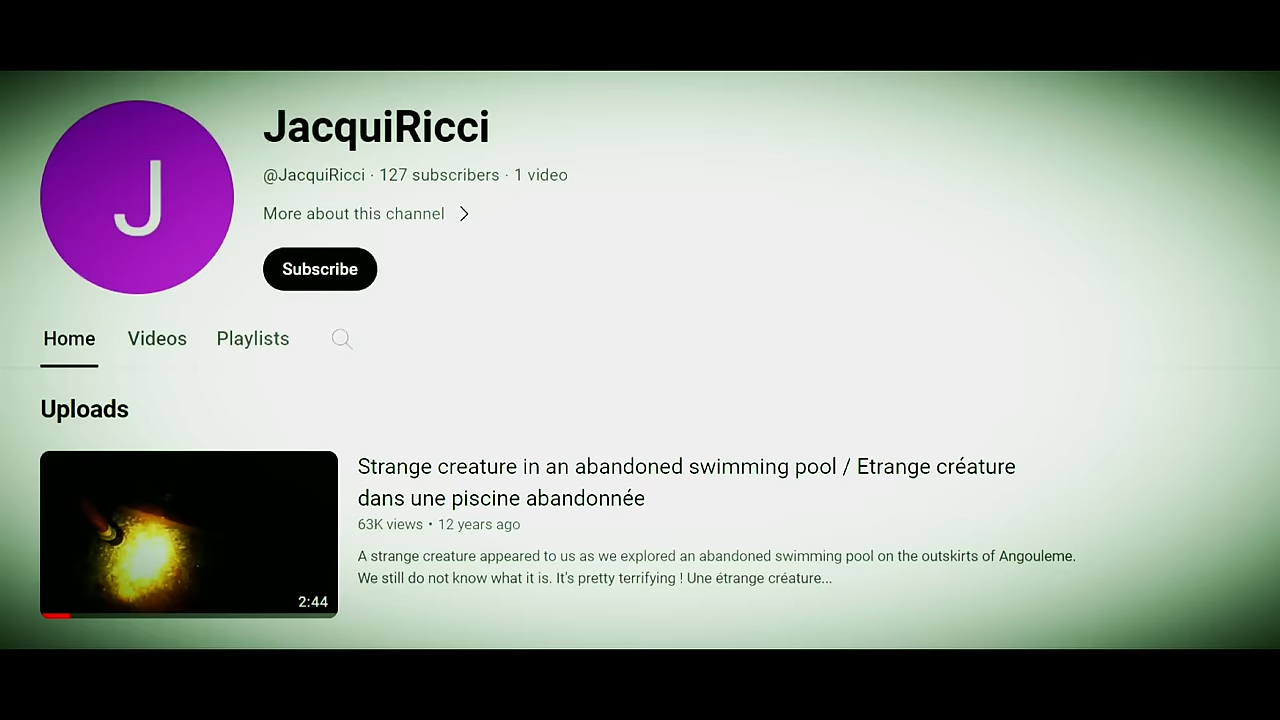 J
JacquiRicci
@JacquiRicci · 127 subscribers · 1 video
More about this channel
Subscribe
Home Videos Playlists
Uploads
2:44
Strange creature in an abandoned swimming pool / Etrange créature
dans une piscine abandonnée
63K views • 12 years ago
A strange creature appeared to us as we explored an abandoned swimming pool on the outskirts of Angouleme.
We still do not know what it is. It's pretty terrifying ! Une étrange créature...